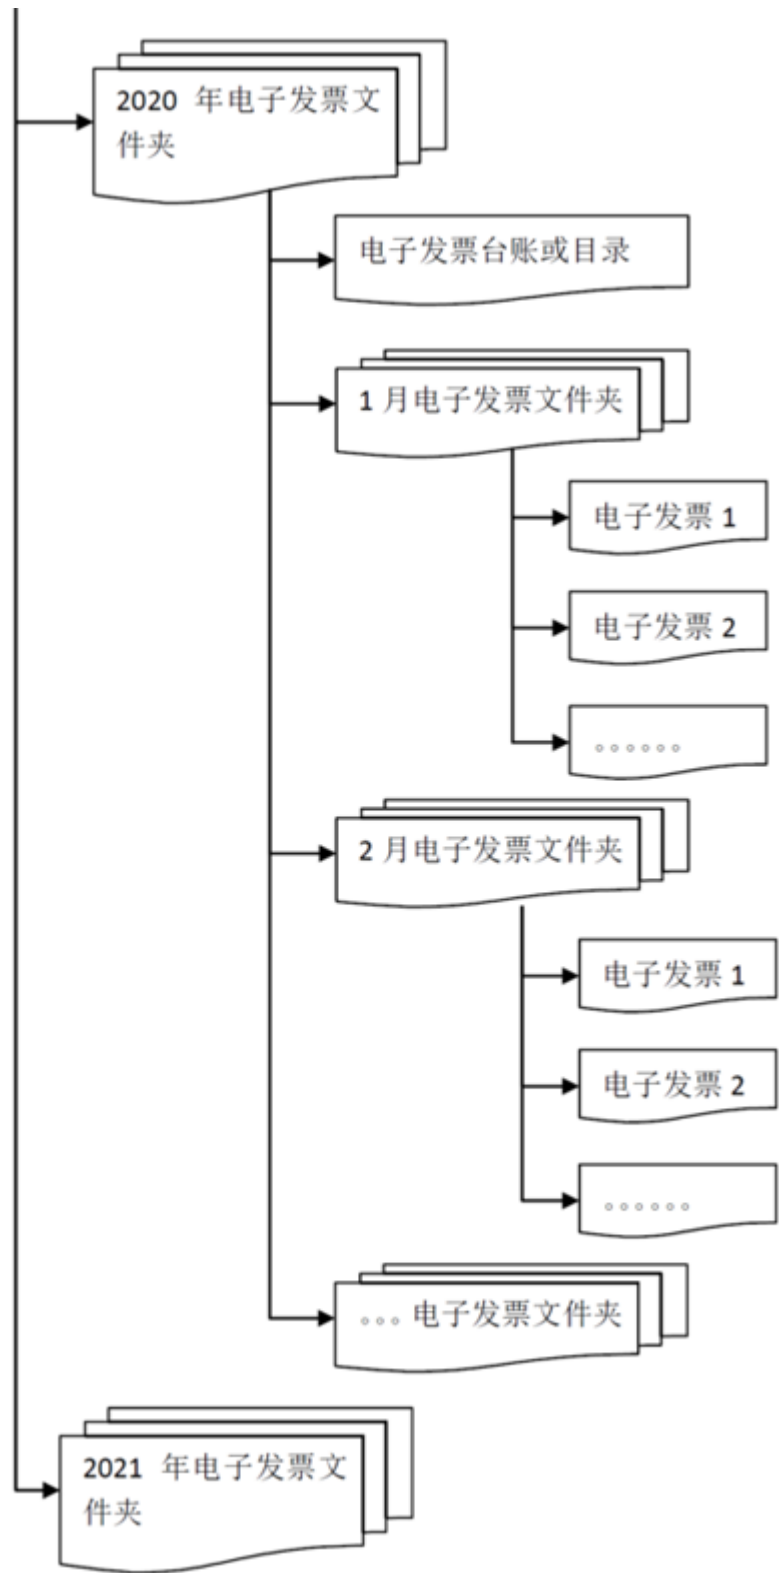 2020 年电子发票文
件夹
电子发票台账或目录
1 月电子发票文件夹
电子发票 1
电子发票 2
。。。。。。
2 月电子发票文件夹
电子发票 1
电子发票 2
。。。。。。
。。。电子发票文件夹
2021 年电子发票文
件夹